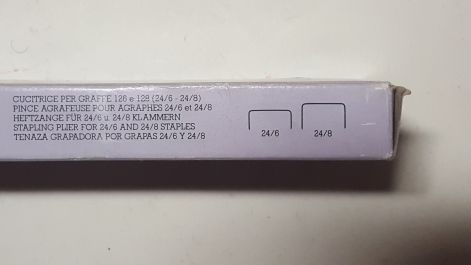 CUCITRICE PER GRAFFE 126 e 128 (24/6 - 24/8)
PINCE AGRAFEUSE POUR AGRAPHES 24/6 et 24/8
HEFTZANGE FÜR 24/6 u. 24/8 KLAMMERN
STAPLING PLIER FOR 24/6 AND 24/8 STAPLES
TENAZA GRAPADORA POR GRAPAS 24/6 Y 24/8
24/6 24/8